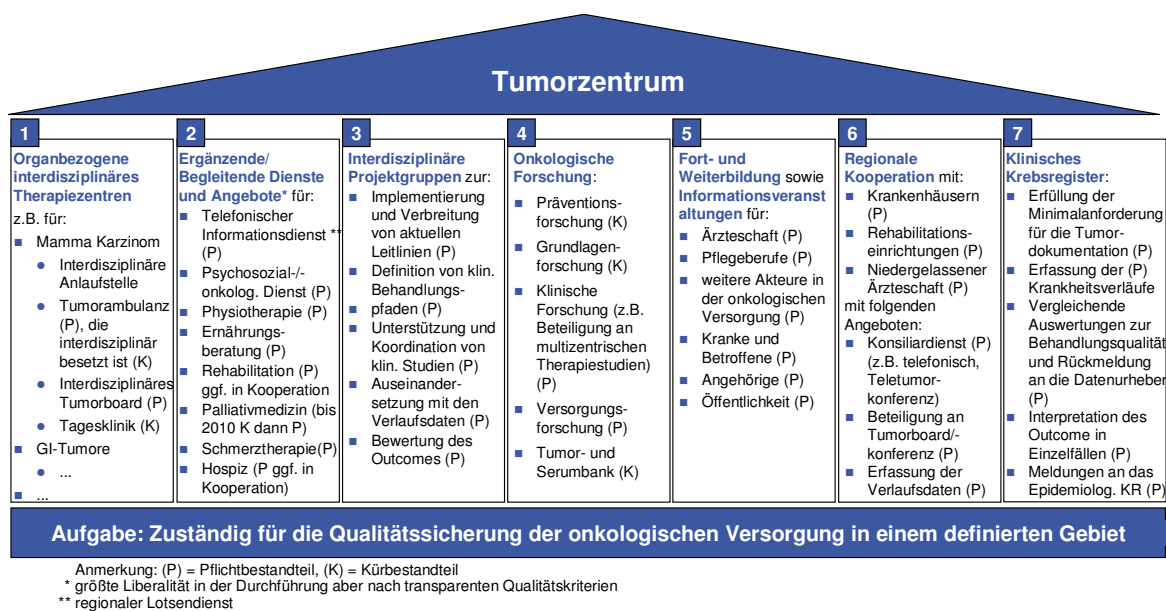 Tumorzentrum
1
Organbezogene
interdisziplinäres
Therapiezentren
z.B. für:
Mamma Karzinom
Interdisziplinäre
Anlaufstelle
Tumorambulanz
(P), die
interdisziplinär
besetzt ist (K)
Interdisziplinäres
Tumorboard (P)
Tagesklinik (K)
GI-Tumore
...
...
2
Ergänzende/
Begleitende Dienste
und Angebote* für:
Telefonischer
Informationsdienst **
(P)
Psychosozial-/-
onkolog. Dienst (P)
Physiotherapie (P)
Ernährungs-
beratung (P)
Rehabilitation (P)
ggf. in Kooperation
Palliativmedizin (bis
2010 K dann P)
Schmerztherapie(P)
Hospiz (P ggf. in
Kooperation)
3
Interdisziplinäre
Projektgruppen zur:
Implementierung
und Verbreitung
von aktuellen
Leitlinien (P)
Definition von klin.
Behandlungs-
pfaden (P)
Unterstützung und
Koordination von
klin. Studien (P)
Auseinander-
setzung mit den
Verlaufsdaten (P)
Bewertung des
Outcomes (P)
4
Onkologische
Forschung:
Präventions-
forschung (K)
Grundlagen-
forschung (K)
Klinische
Forschung (z.B.
Beteiligung an
multizentrischen
Therapiestudien)
(P)
Versorgungs-
forschung (P)
Tumor- und
Serumbank (K)
5
Fort- und
Weiterbildung sowie
Informationsveranst
altungen für:
Ärzteschaft (P)
Pflegeberufe (P)
weitere Akteure in
der onkologischen
Versorgung (P)
Kranke und
Betroffene (P)
Angehörige (P)
Öffentlichkeit (P)
6
Regionale
Kooperation mit:
Krankenhäusern
(P)
Rehabilitations-
einrichtungen (P)
Niedergelassener
Ärzteschaft (P)
mit folgenden
Angeboten:
Konsiliardienst (P)
(z.B. telefonisch,
Teletumor-
konferenz)
Beteiligung an
Tumorboard/-
konferenz (P)
Erfassung der
Verlaufsdaten (P)
7
Klinisches
Krebsregister:
Erfüllung der
Minimalanforderung
für die Tumor-
dokumentation (P)
Erfassung der (P)
Krankheitsverläufe
Vergleichende
Auswertungen zur
Behandlungsqualität
und Rückmeldung
an die Datenurheber
(P)
Interpretation des
Outcome in
Einzelfällen (P)
Meldungen an das
Epidemiolog. KR (P)
Aufgabe: Zuständig für die Qualitätssicherung der onkologischen Versorgung in einem definierten Gebiet
Anmerkung: (P) = Pflichtbestandteil, (K) = Kürbestandteil
* größte Liberalität in der Durchführung aber nach transparenten Qualitätskriterien
** regionaler Lotsendienst